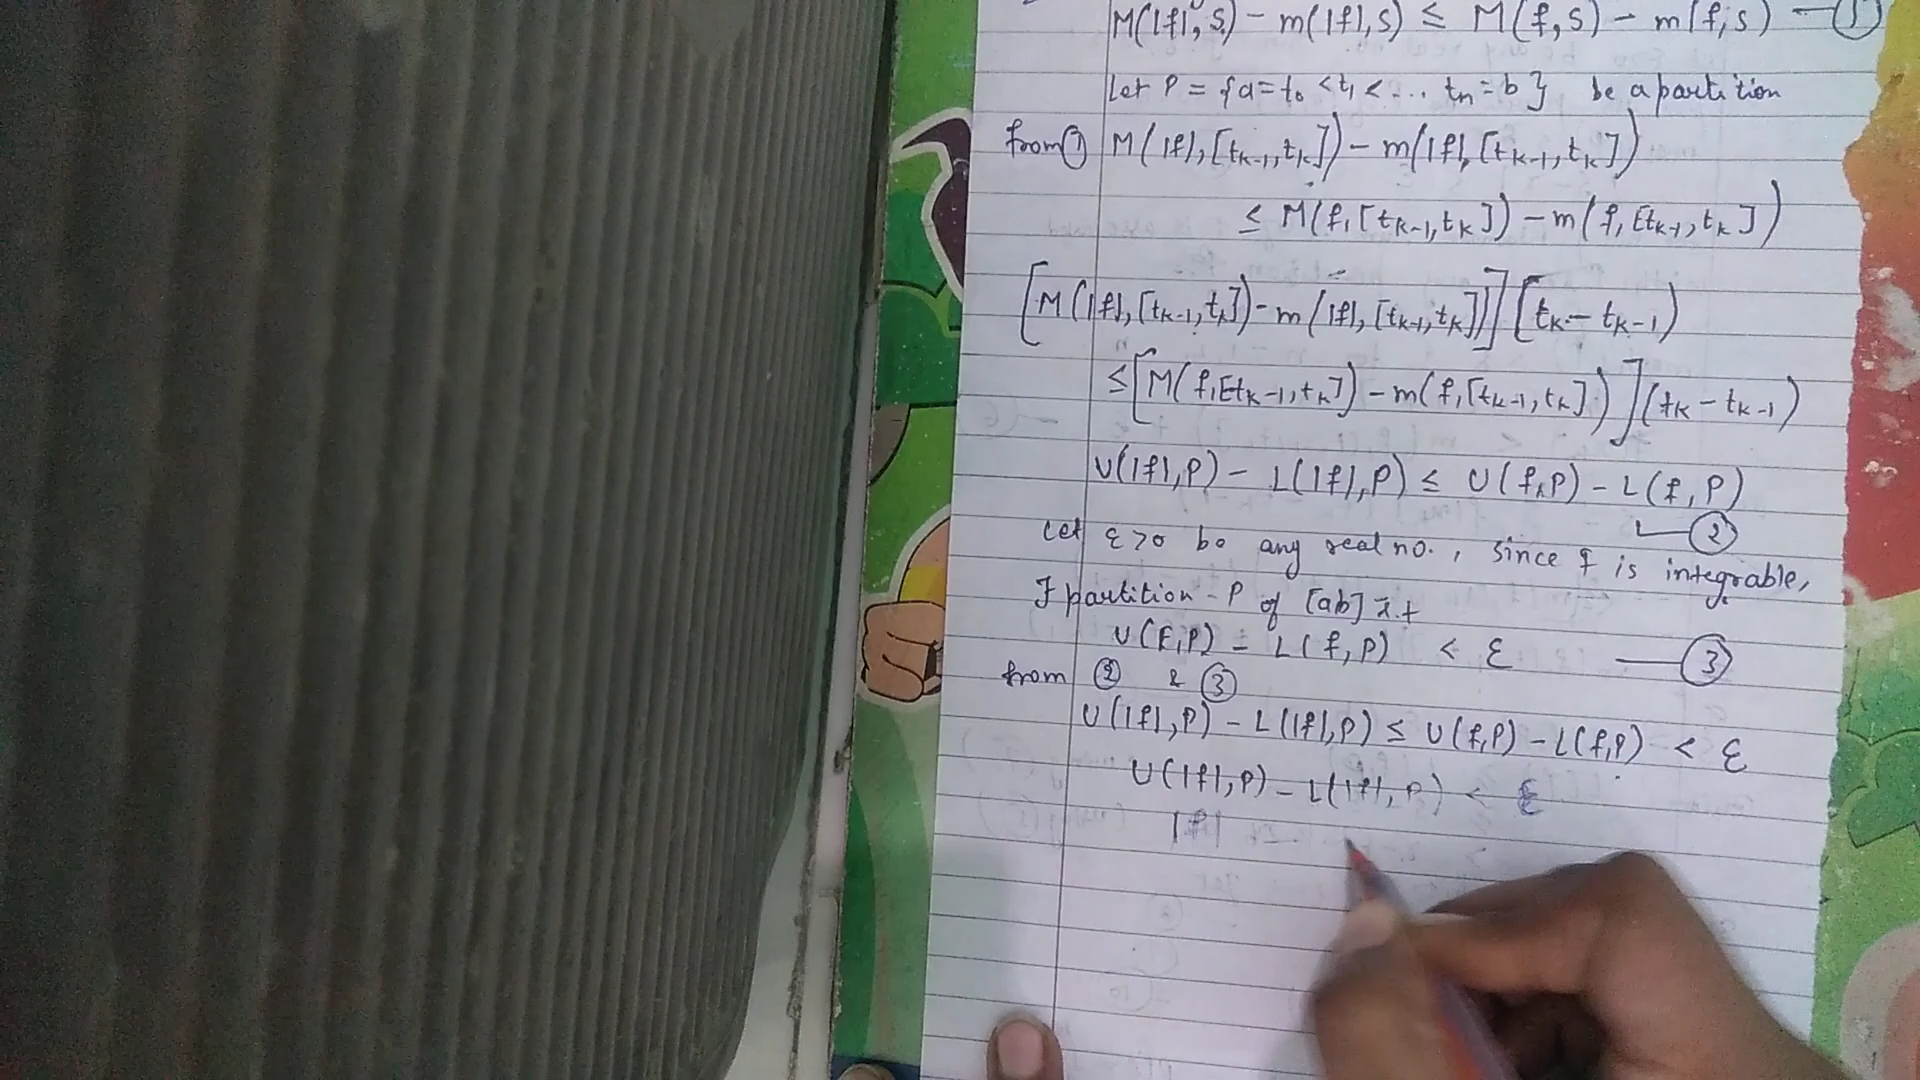 M(|f|, S) - m(|f|, S) ≤ M(f, S) - m(f, S) — ①
Let P = {a = t₀ < t₁ < ... tₙ = b} be a partition
from ① M(|f|, [tₖ₋₁, tₖ]) - m(|f|, [tₖ₋₁, tₖ])
≤ M(f, [tₖ₋₁, tₖ]) - m(f, [tₖ₋₁, tₖ])
[M(|f|, [tₖ₋₁, tₖ]) - m(|f|, [tₖ₋₁, tₖ])] [tₖ - tₖ₋₁)
≤ [M(f, [tₖ₋₁, tₖ]) - m(f, [tₖ₋₁, tₖ])] (tₖ - tₖ₋₁)
U(|f|, P) - L(|f|, P) ≤ U(f, P) - L(f, P)
— ②
Let ε > 0 be any real no., since f is integrable,
∃ partition P of [ab] s.t
U(f, P) - L(f, P) < ε — ③
from ② & ③
U(|f|, P) - L(|f|, P) ≤ U(f, P) - L(f, P) < ε
U(|f|, P) - L(|f|, P) < ε
|f|